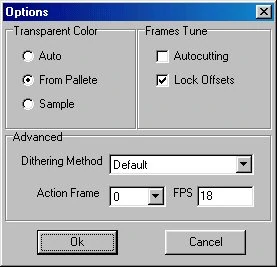 Options
Transparent Color
Auto
From Pallete
Sample
Frames Tune
Autocutting
Lock Offsets
Advanced
Dithering Method Default
Action Frame 0 FPS 18
Ok Cancel